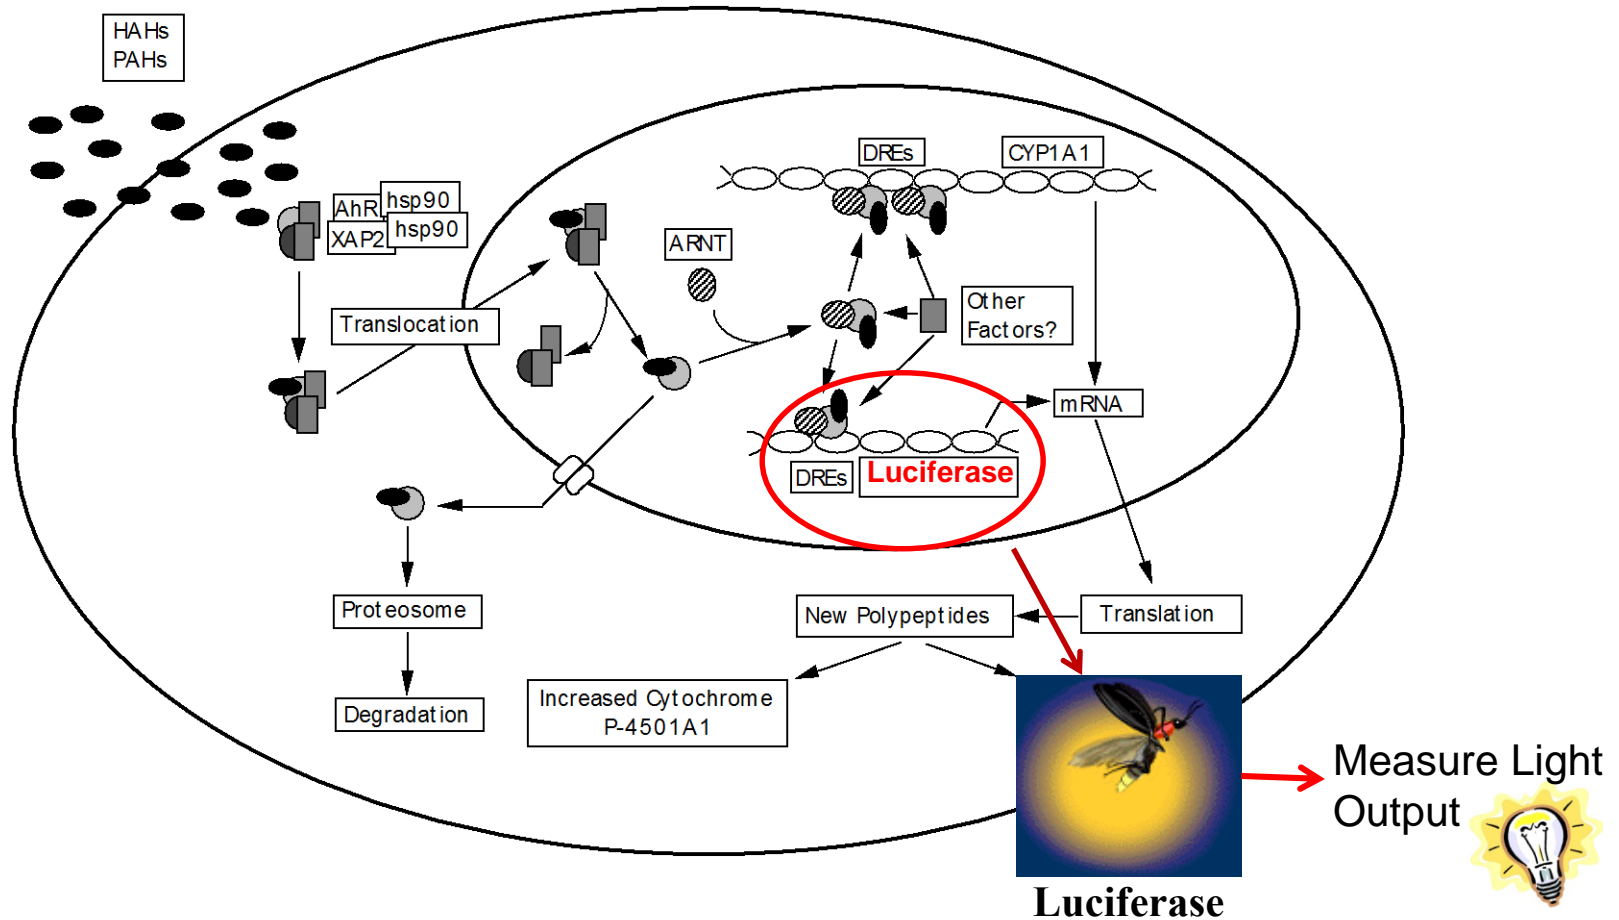 HAHs
PAHs
DREs
CYP1A1
AhR
hsp90
XAP2
hsp90
ARNT
Translocation
Other
Factors?
mRNA
DREs
Luciferase
Proteosome
New Polypeptides
Translation
Degradation
Increased Cytochrome
P-4501A1
Measure Light
Output
Luciferase